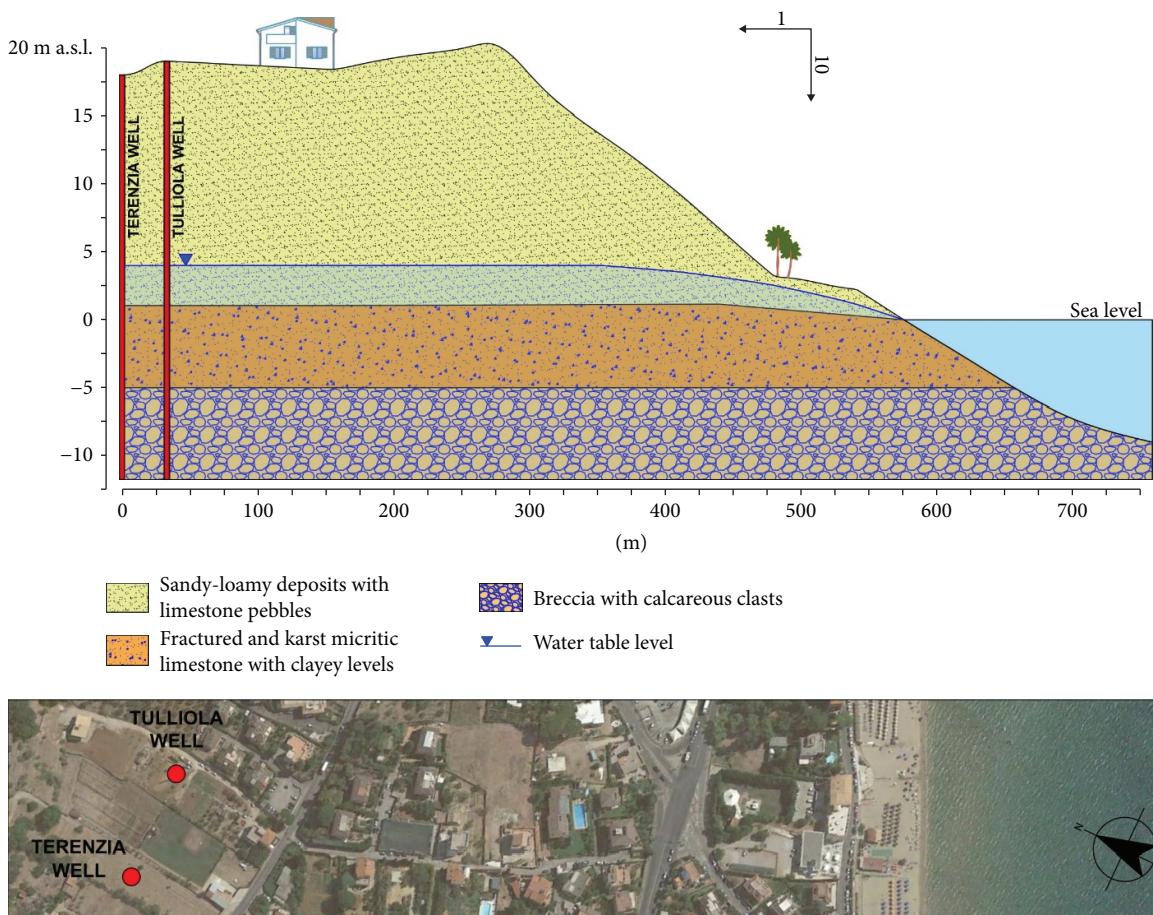 20 m a.s.l.
15
10
5
0
−5
−10
TERENZIA WELL
TULLIOLA WELL
1
10
Sea level
0
100
200
300
400
500
600
700
(m)
Sandy-loamy deposits with
limestone pebbles
Fractured and karst micritic
limestone with clayey levels
Breccia with calcareous clasts
Water table level
TULLIOLA
WELL
TERENZIA
WELL
N